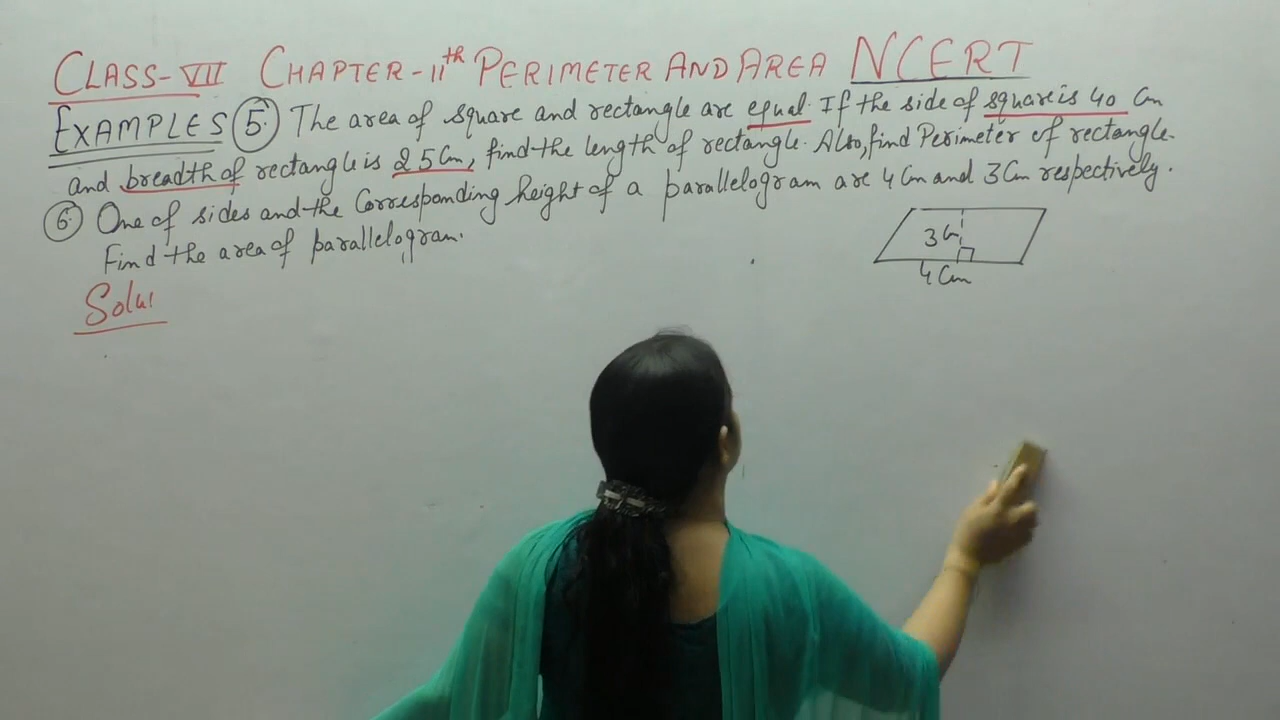 CLASS-VII CHAPTER-11th PERIMETER AND AREA NCERT
EXAMPLES 5. The area of square and rectangle are equal. If the side of square is 40 Cm
and breadth of rectangle is 25 Cm, find the length of rectangle. Also, find Perimeter of rectangle.
6. One of sides and the Corresponding height of a parallelogram are 4 Cm and 3 Cm respectively.
Find the area of parallelogram.
3 Cm
4 Cm
Solu